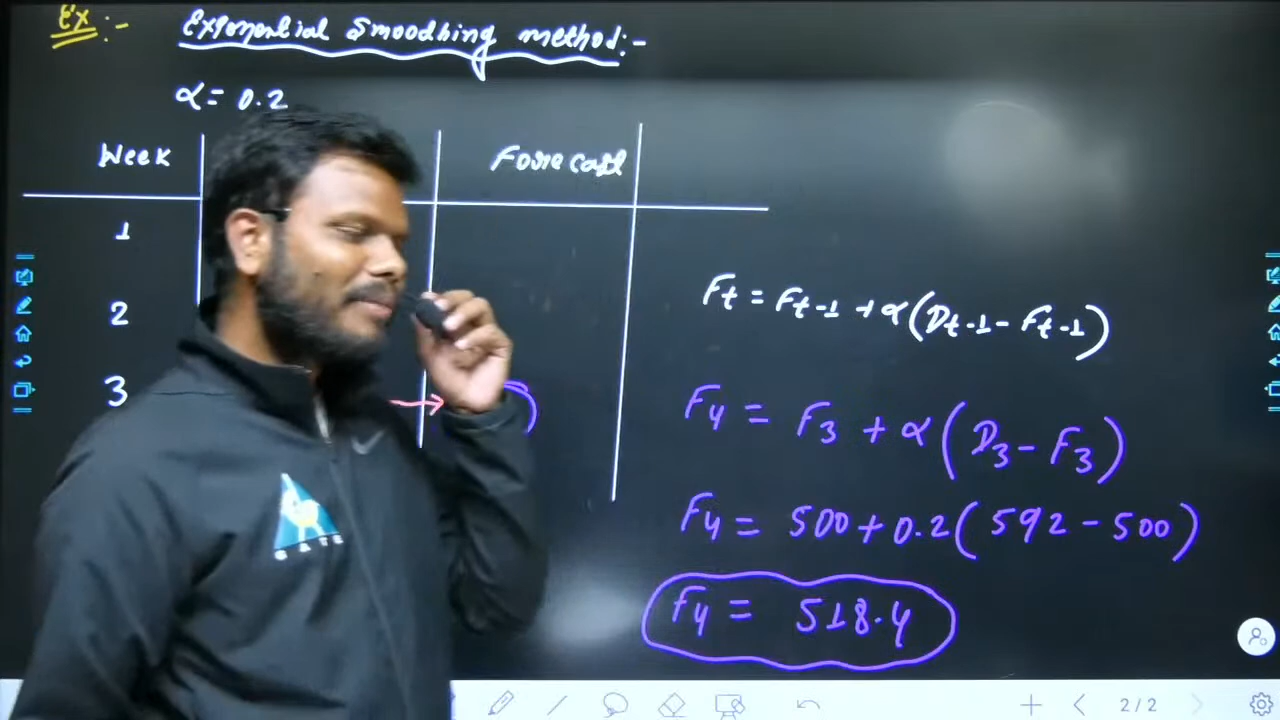 Ex:-
Exponential Smoothing method:-
α = 0.2
Week
Forecast
1
2
3
Ft = Ft-1 + α(Dt-1 - Ft-1)
F4 = F3 + α(D3 - F3)
F4 = 500 + 0.2(592 - 500)
F4 = 518.4
GATE
2/2